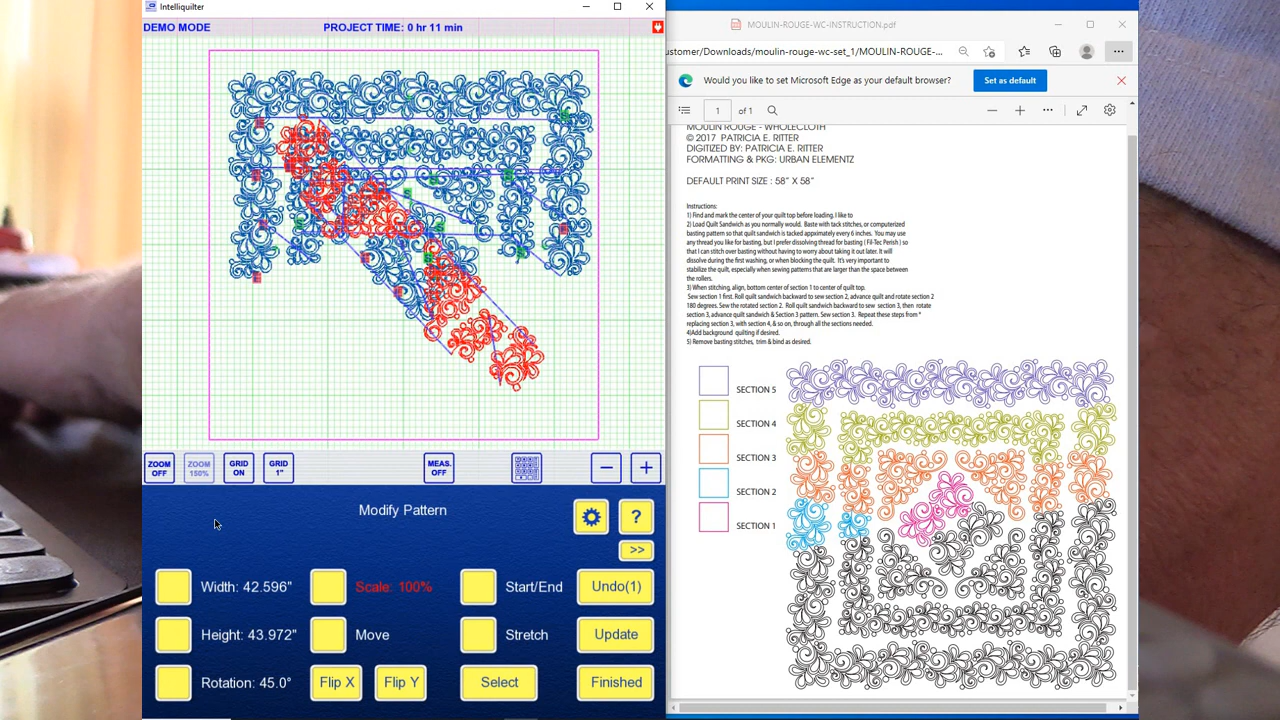 Intelliquilter
DEMO MODE
PROJECT TIME: 0 hr 11 min
ZOOM OFF
ZOOM 150%
GRID ON
GRID 1"
MEAS. OFF
Modify Pattern
?
>>
Width: 42.596"
Scale: 100%
Start/End
Undo(1)
Height: 43.972"
Move
Stretch
Update
Rotation: 45.0°
Flip X
Flip Y
Select
Finished
MOULIN-ROUGE-WC-INSTRUCTION.pdf
ustomer/Downloads/moulin-rouge-wc-set_1/MOULIN-ROUGE-...
Would you like to set Microsoft Edge as your default browser?
Set as default
1 of 1
MOULIN ROUGE - WHOLECLOTH
© 2017 PATRICIA E. RITTER
DIGITIZED BY: PATRICIA E. RITTER
FORMATTING & PKG: URBAN ELEMENTZ
DEFAULT PRINT SIZE : 58" X 58"
Instructions:
1) Find and mark the center of your quilt top before loading. I like to
2) Load Quilt Sandwich as you normally would. Baste with tack stitches, or computerized
basting pattern so that quilt sandwich is tacked appximately every 6 inches. You may use
any thread you like for basting, but I prefer dissolving thread for basting ( Fil-Tec Perish ) so
that I can stitch over basting without having to worry about taking it out later. It will
dissolve during the first washing, or when blocking the quilt. It's very important to
stabilize the quilt, especially when sewing patterns that are larger than the space between
the rollers.
3) When stitching, align, bottom center of section 1 to center of quilt top.
Sew section 1 first. Roll quilt sandwich backward to sew section 2, advance quilt and rotate section 2
180 degrees. Sew the rotated section 2. Roll quilt sandwich backward to sew section 3, then rotate
section 3, advance quilt sandwich & Section 3 pattern. Sew section 3. Repeat these steps from *
replacing section 3, with section 4, & so on, through all the sections needed.
4)Add background quilting if desired.
5) Remove basting stitches, trim & bind as desired.
SECTION 5
SECTION 4
SECTION 3
SECTION 2
SECTION 1